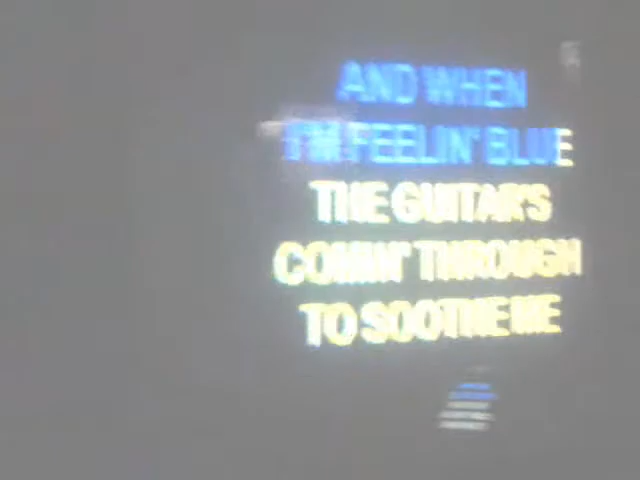 AND WHEN
I'M FEELIN' BLUE
THE GUITAR'S
COMIN' THROUGH
TO SOOTHE ME